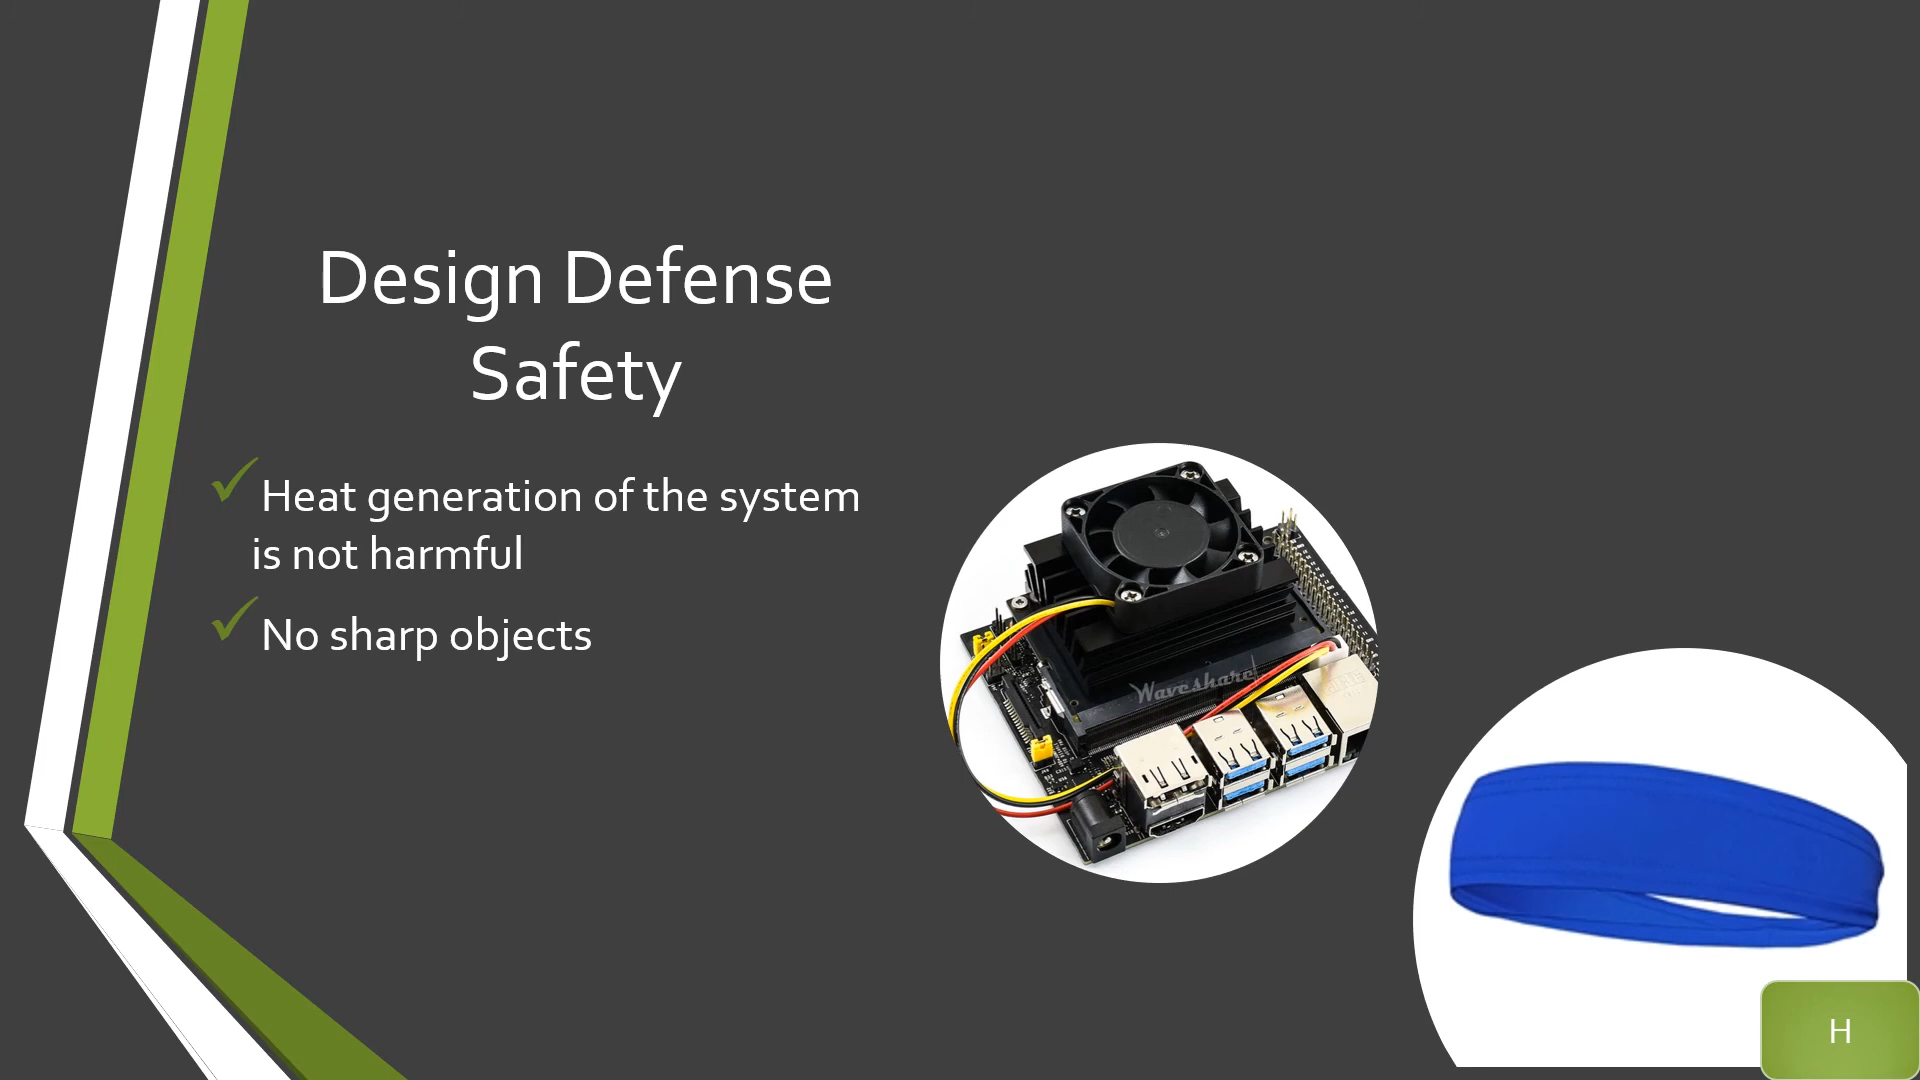 Design Defense
Safety
Heat generation of the system
is not harmful
No sharp objects
Waveshare
H